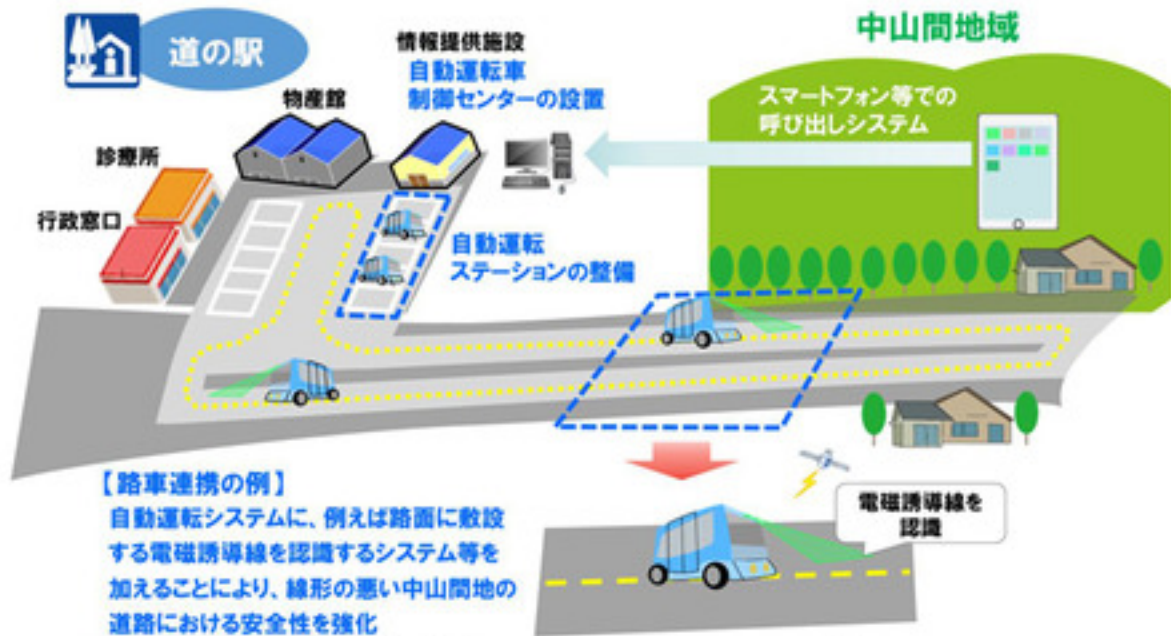 道の駅
情報提供施設
自動運転車
制御センターの設置
中山間地域
物産館
スマートフォン等での
呼び出しシステム
診療所
行政窓口
自動運転
ステーションの整備
【路車連携の例】
自動運転システムに、例えば路面に敷設
する電磁誘導線を認識するシステム等を
加えることにより、線形の悪い中山間地の
道路における安全性を強化
電磁誘導線を
認識